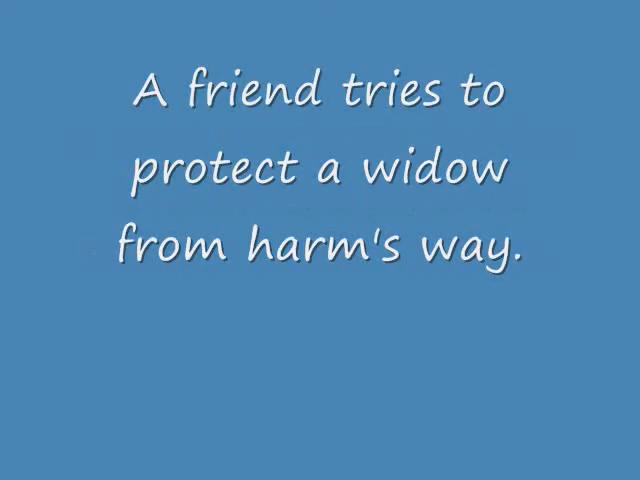 A friend tries to
protect a widow
from harm's way.